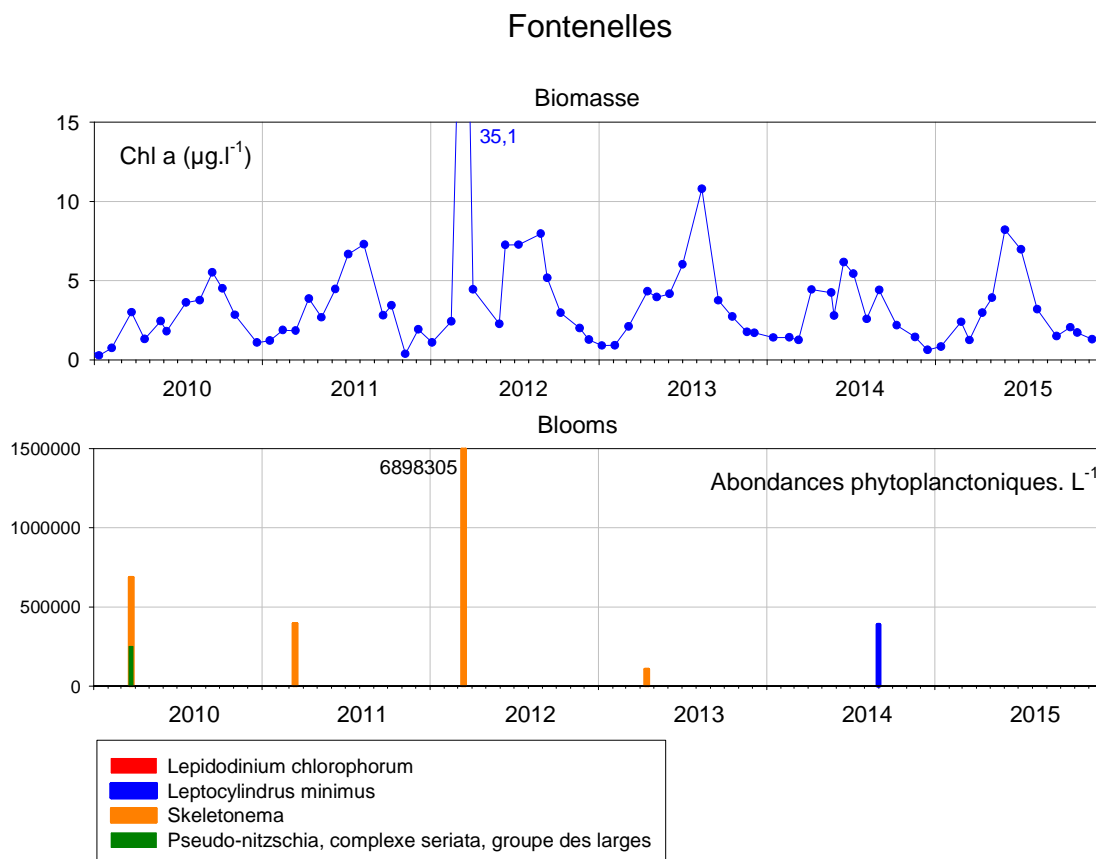 Fontenelles
Biomasse
15
10
5
0
Chl a (µg.l-1)
35,1
2010 2011 2012 2013 2014 2015
Blooms
1500000
1000000
500000
0
6898305
Abondances phytoplanctoniques. L-1
2010 2011 2012 2013 2014 2015
Lepidodinium chlorophorum
Leptocylindrus minimus
Skeletonema
Pseudo-nitzschia, complexe seriata, groupe des larges